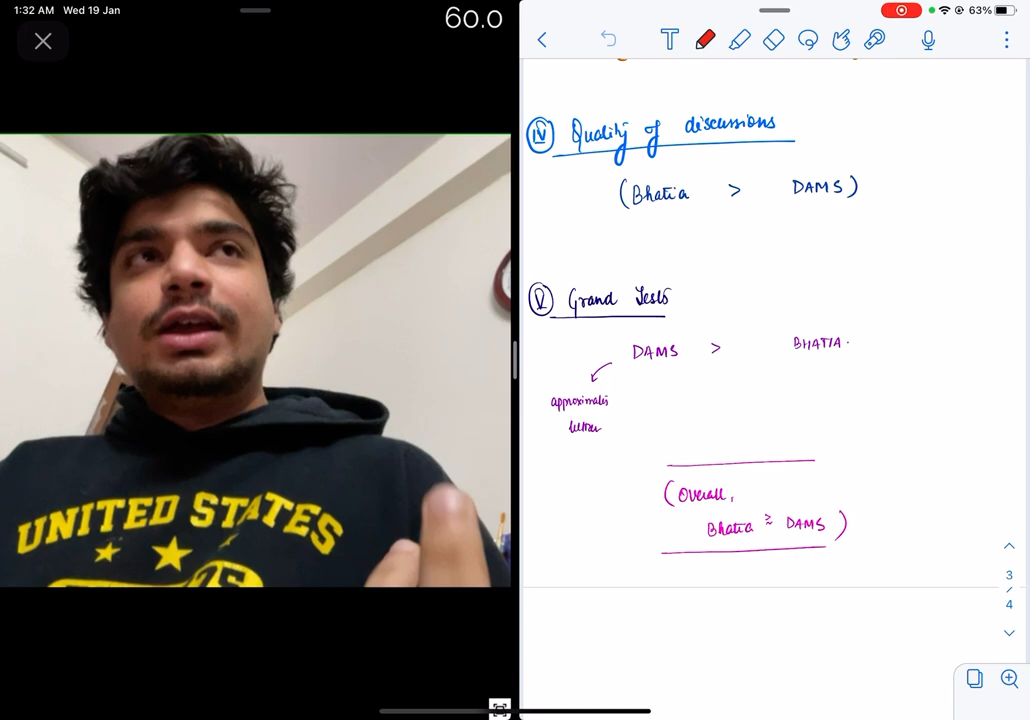 1:32 AM Wed 19 Jan
60.0
63%
T
IV Quality of discussions
(Bhatia > DAMS)
V Grand Tests
DAMS > BHATIA.
approximates
better
(Overall,
Bhatia ≳ DAMS)
3
/
4
UNITED STATES